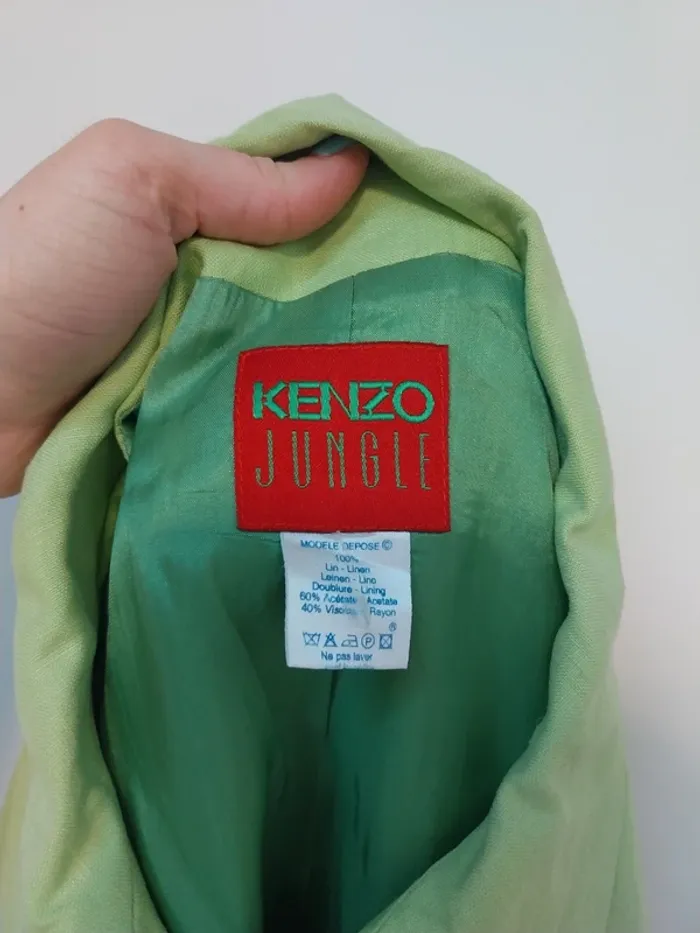 KENZO
JUNGLE
MODELE DEPOSE ©
100%
Lin - Linen
Leinen - Lino
Doublure - Lining
60% Acétate Acetate
40% Viscose Rayon
®
P
Ne pas laver